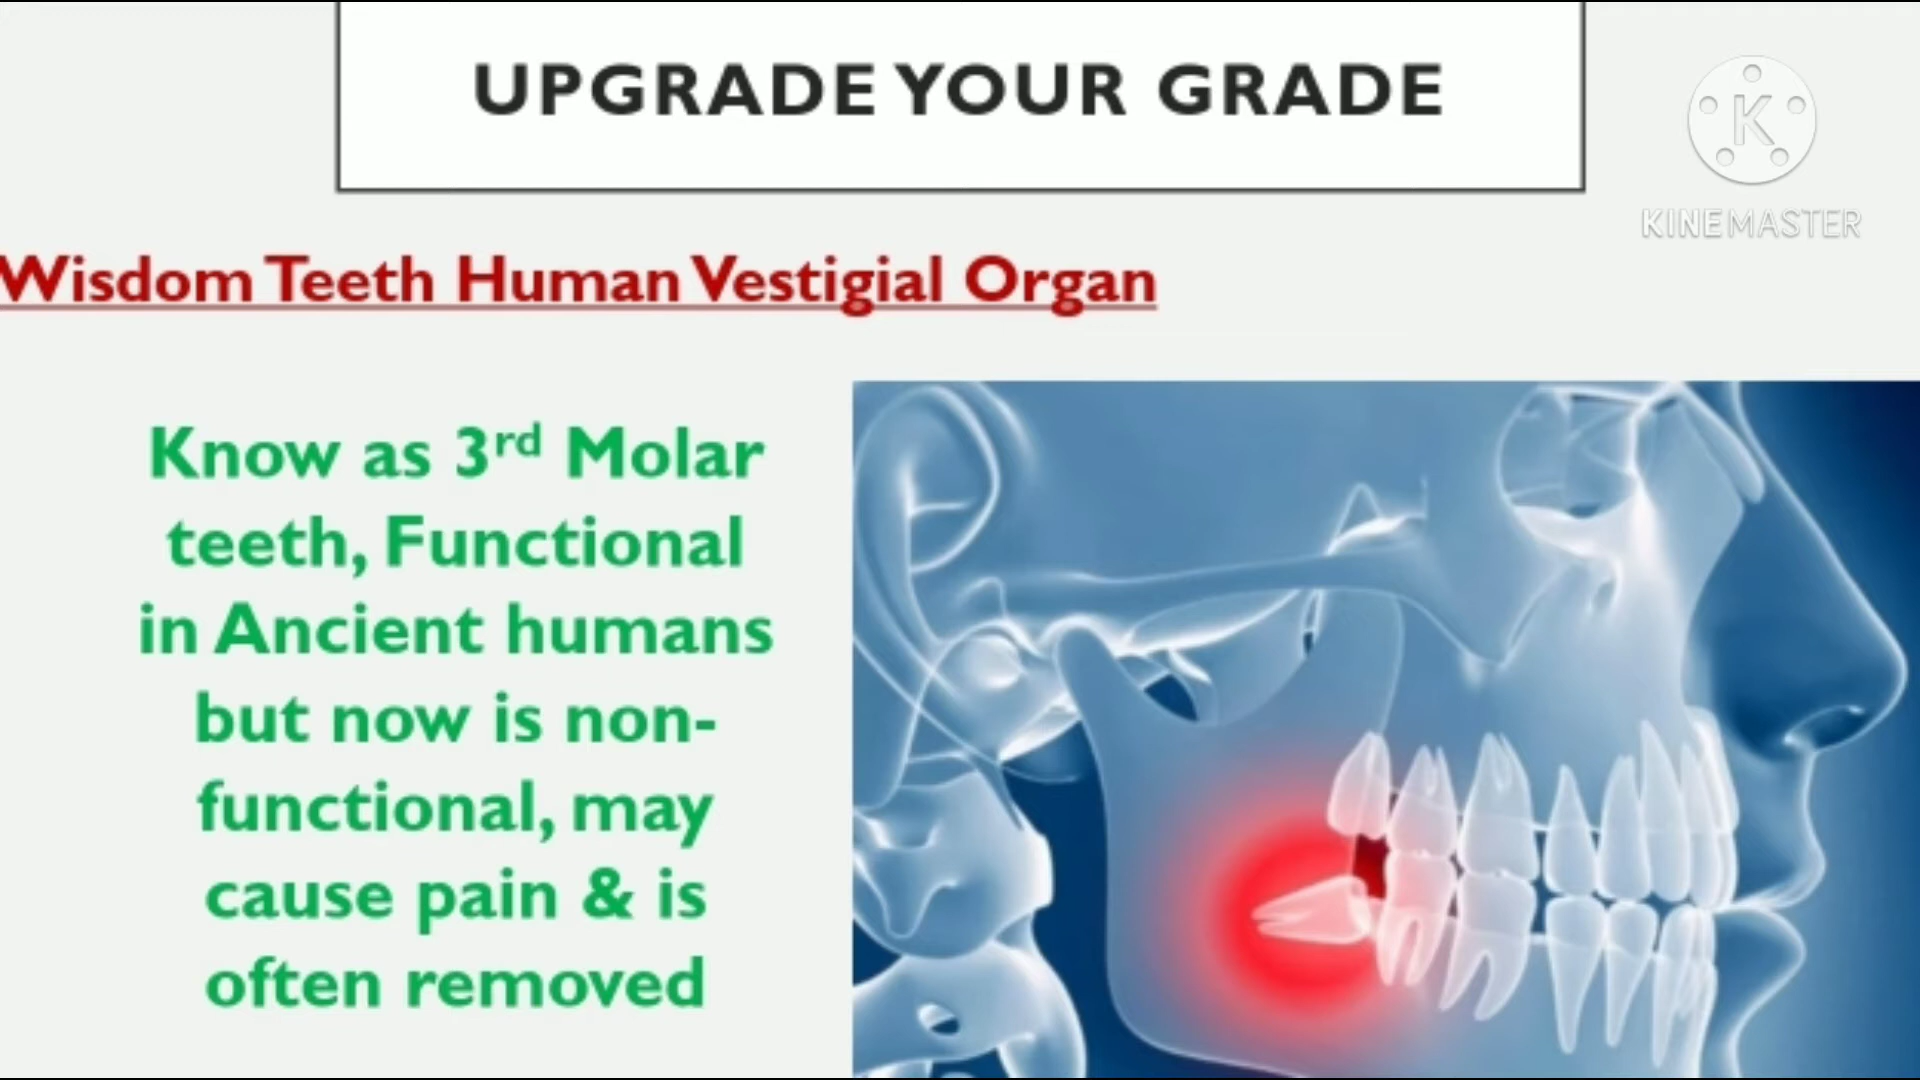 UPGRADE YOUR GRADE
K
KINEMASTER
Wisdom Teeth Human Vestigial Organ
Know as 3rd Molar
teeth, Functional
in Ancient humans
but now is non-
functional, may
cause pain & is
often removed